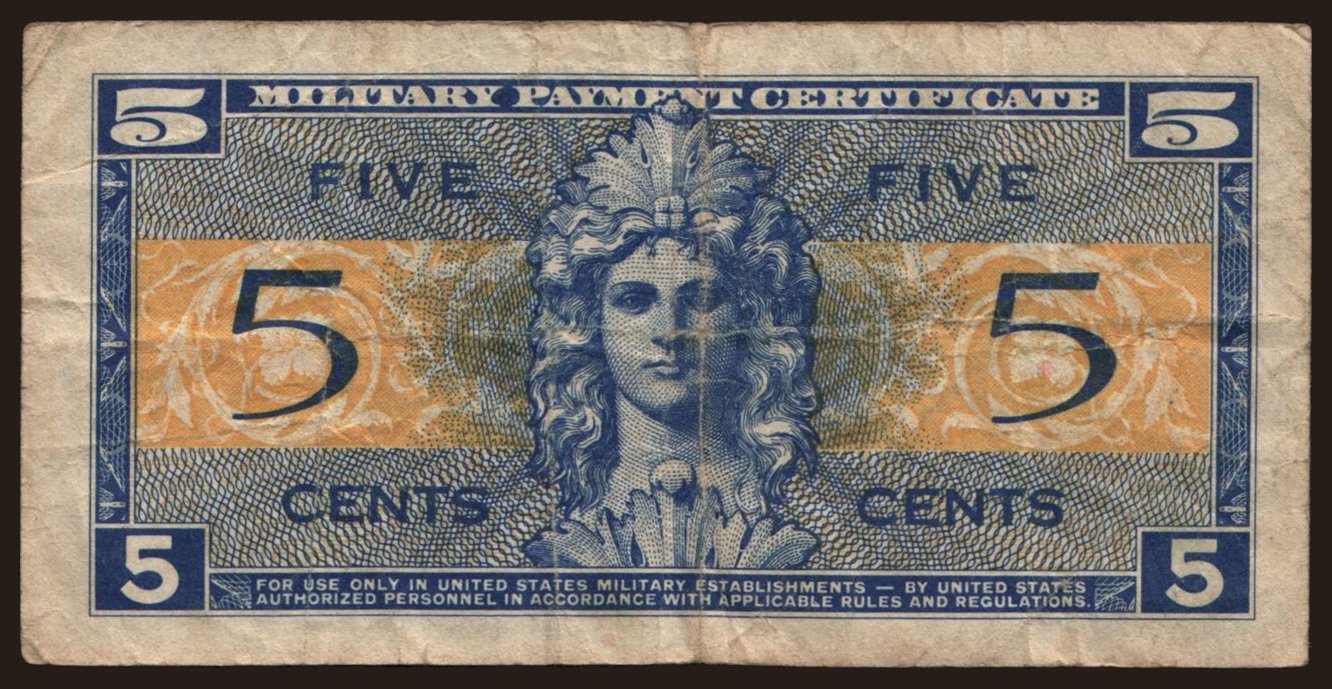 5 MILITARY PAYMENT CERTIFICATE 5
FIVE FIVE
5 5
CENTS CENTS
5 5
FOR USE ONLY IN UNITED STATES MILITARY ESTABLISHMENTS — BY UNITED STATES
AUTHORIZED PERSONNEL IN ACCORDANCE WITH APPLICABLE RULES AND REGULATIONS.